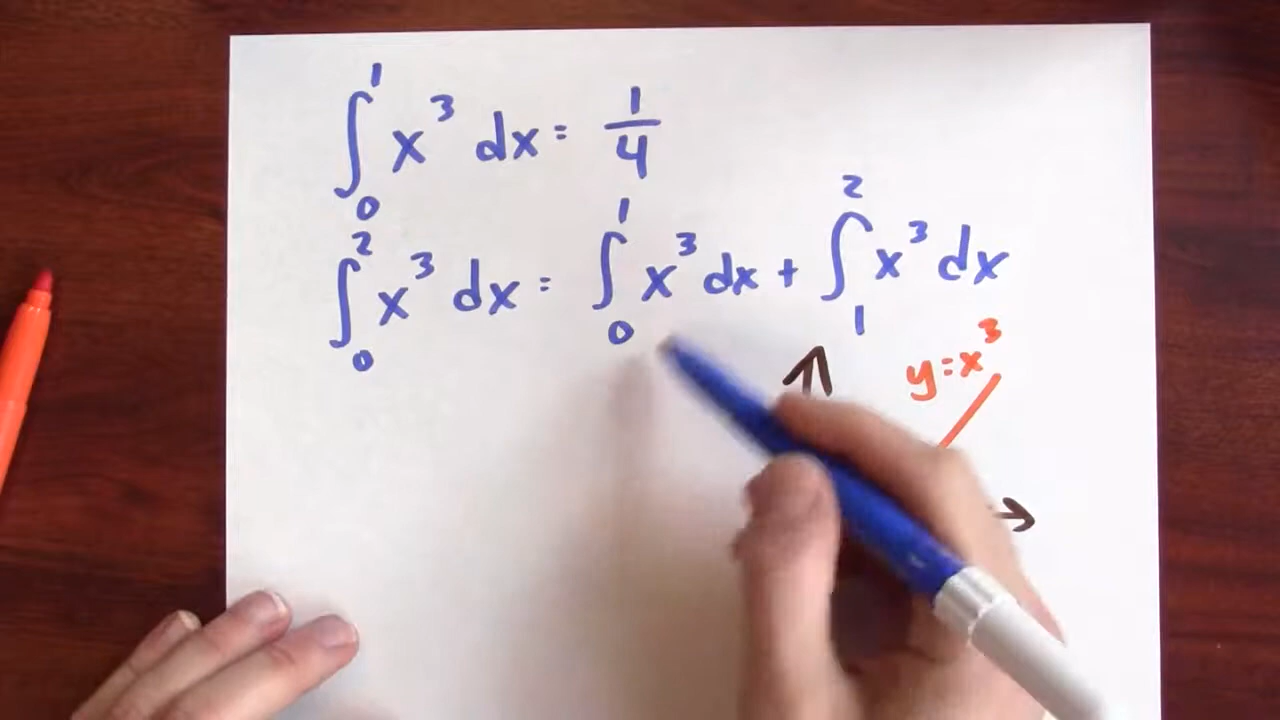 ∫₀¹ x³ dx = 1/4
∫₀² x³ dx = ∫₀¹ x³ dx + ∫₁² x³ dx
y = x³